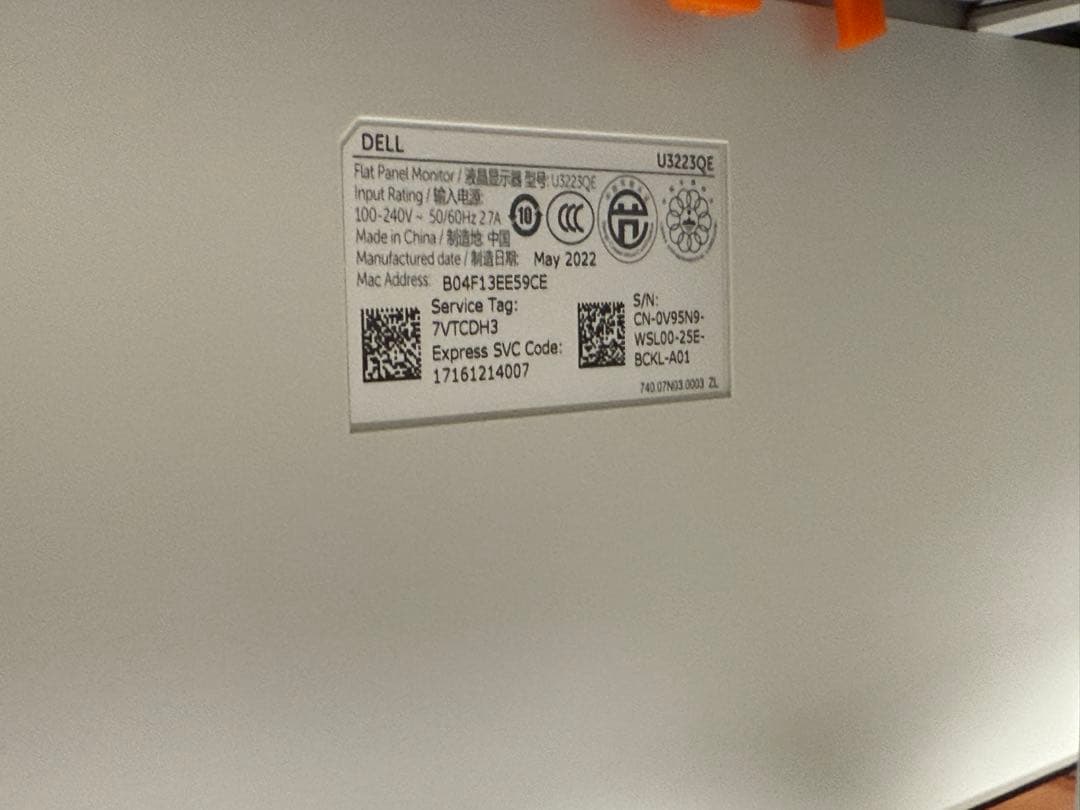 DELL
U3223QE
Flat Panel Monitor / 液晶显示器 型号: U3223QE
Input Rating / 输入电源:
100-240V ~ 50/60Hz 2.7A
10
CCC
Made in China / 制造地: 中国
Manufactured date / 制造日期: May 2022
Mac Address: B04F13EE59CE
Service Tag:
7VTCDH3
Express SVC Code:
17161214007
S/N:
CN-0V95N9-
WSL00-25E-
BCKL-A01
740.07N03.0003 ZL